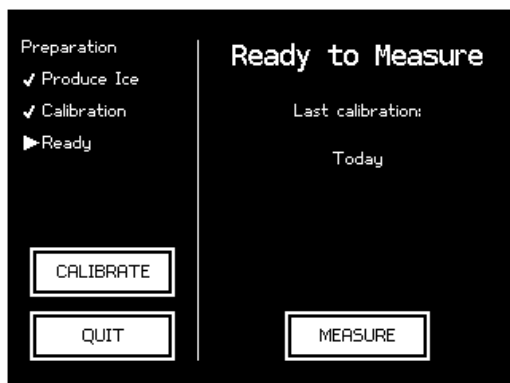 Preparation
✓ Produce Ice
✓ Calibration
▶Ready
CALIBRATE
QUIT
Ready to Measure
Last calibration:
Today
MEASURE